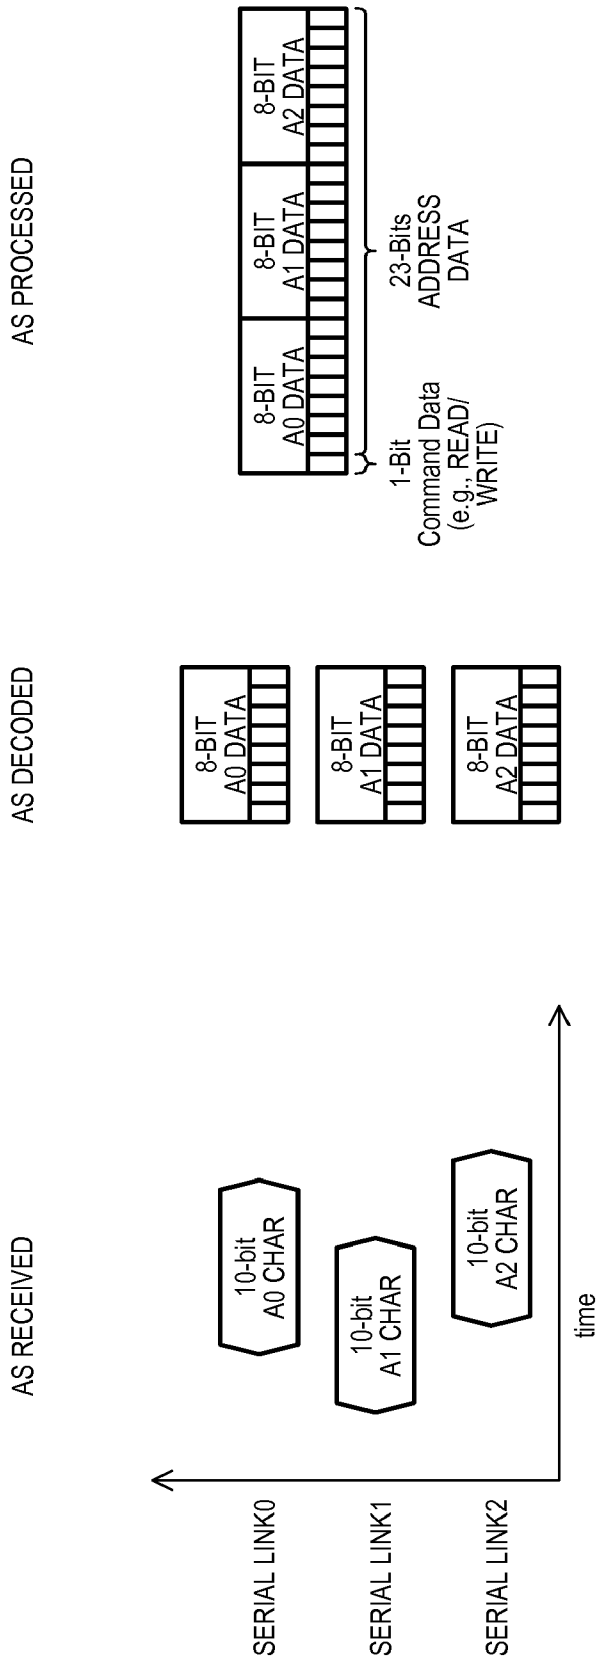 AS RECEIVED
SERIAL LINK0
10-bit
A0 CHAR
SERIAL LINK1
10-bit
A1 CHAR
SERIAL LINK2
10-bit
A2 CHAR
time
AS DECODED
8-BIT
A0 DATA
8-BIT
A1 DATA
8-BIT
A2 DATA
AS PROCESSED
8-BIT
A0 DATA
8-BIT
A1 DATA
8-BIT
A2 DATA
1-Bit
Command Data
(e.g., READ/
WRITE)
23-Bits
ADDRESS
DATA